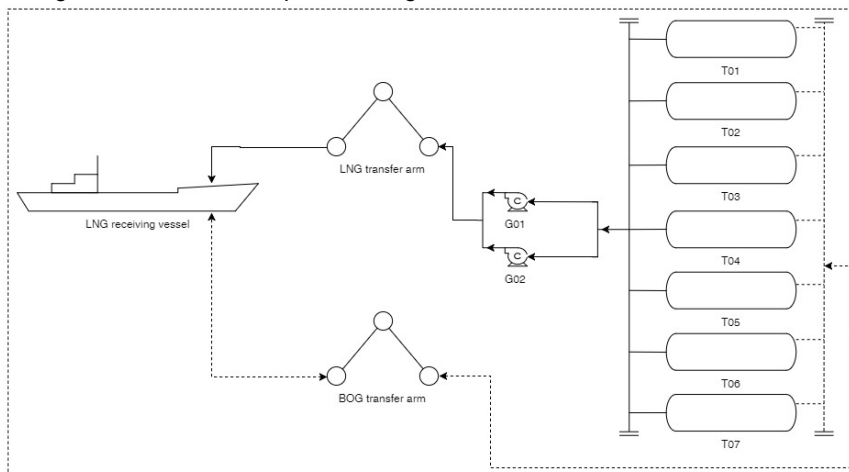 T01
T02
T03
T04
T05
T06
T07
LNG transfer arm
C
G01
C
G02
LNG receiving vessel
BOG transfer arm